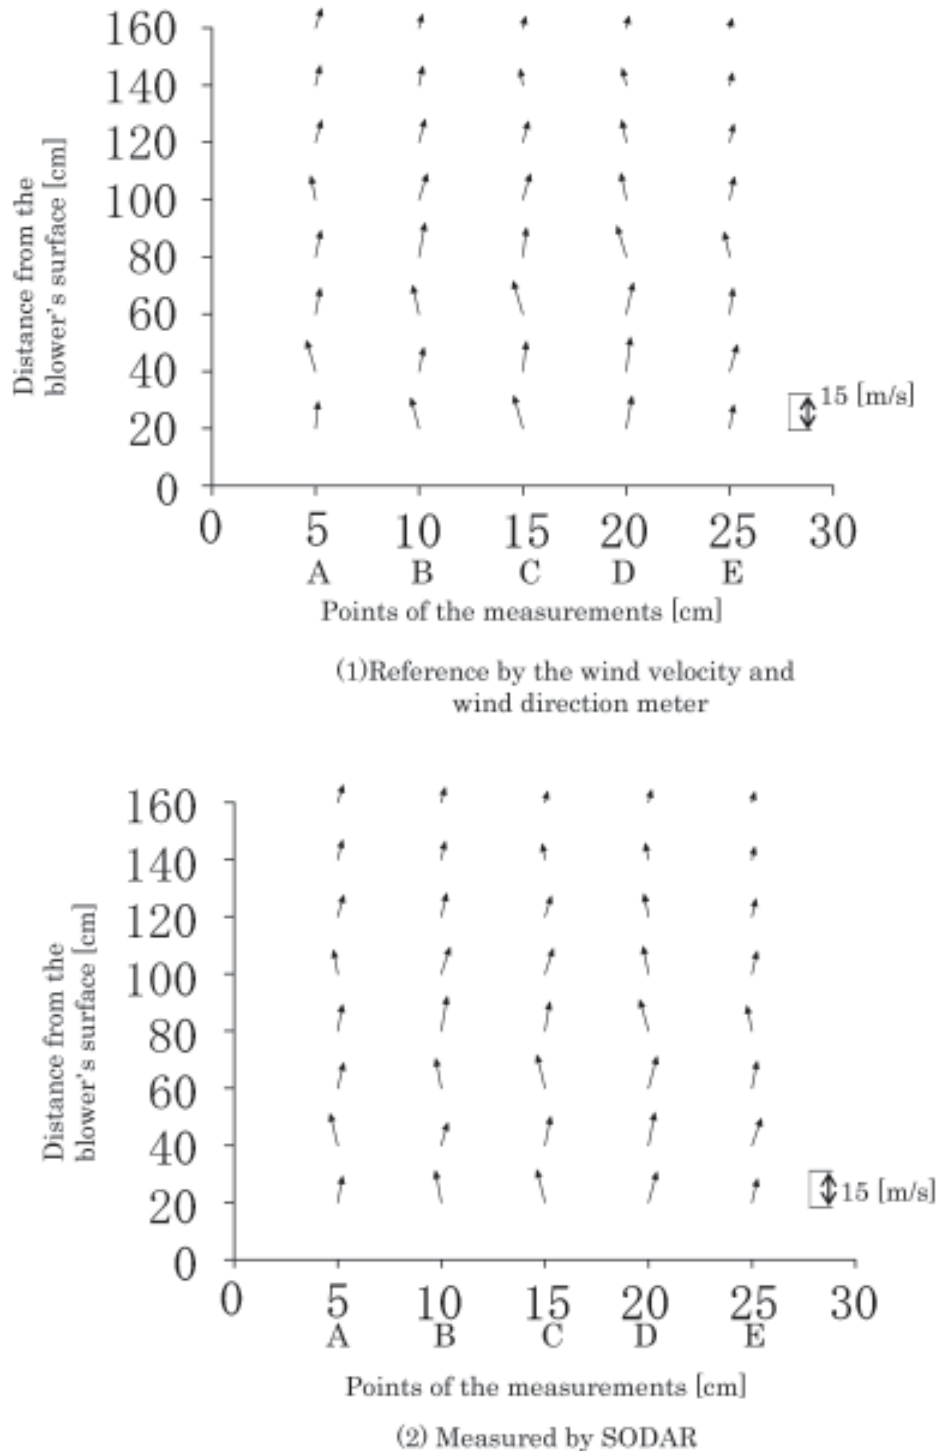 160
140
120
100
80
60
40
20
0
Distance from the
blower's surface [cm]
15 [m/s]
0 5 10 15 20 25 30
A B C D E
Points of the measurements [cm]
(1)Reference by the wind velocity and
wind direction meter
160
140
120
100
80
60
40
20
0
Distance from the
blower's surface [cm]
15 [m/s]
0 5 10 15 20 25 30
A B C D E
Points of the measurements [cm]
(2) Measured by SODAR